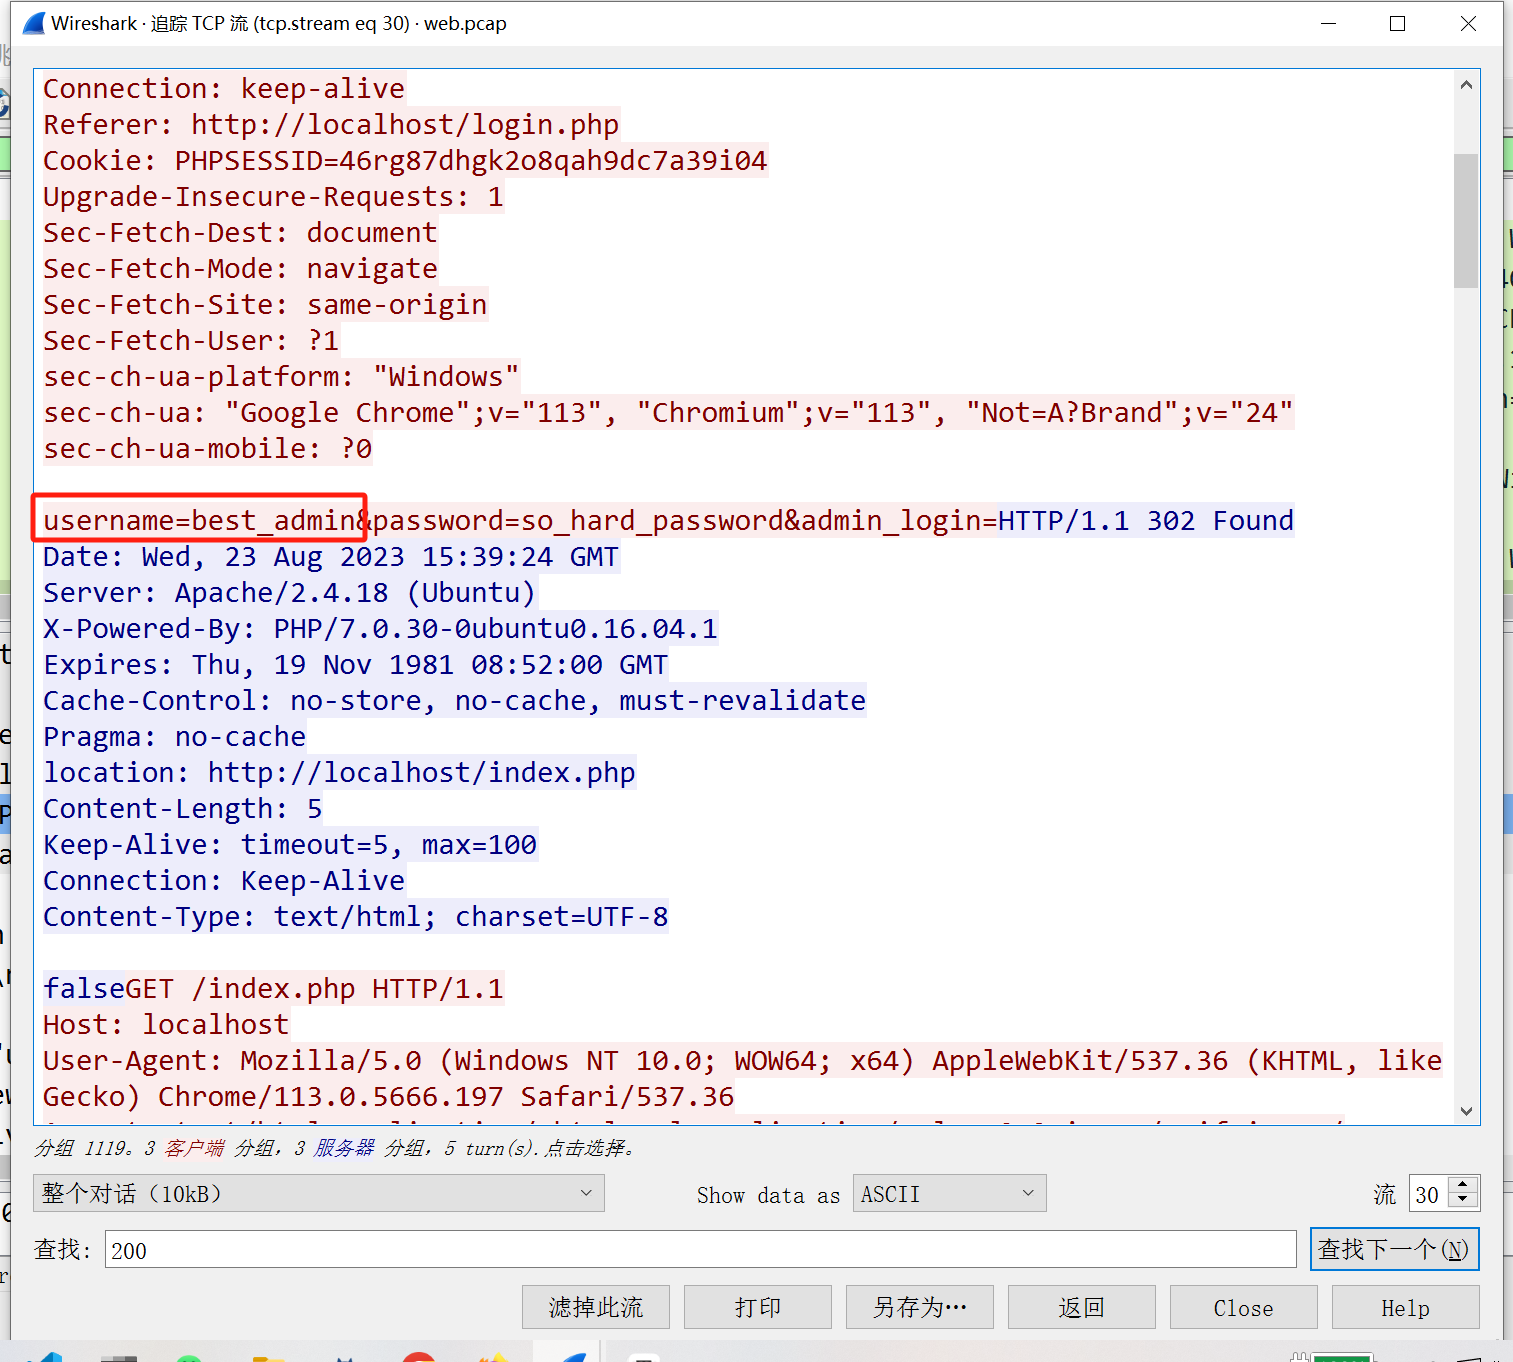 Wireshark · 追踪 TCP 流 (tcp.stream eq 30) · web.pcap
Connection: keep-alive
Referer: http://localhost/login.php
Cookie: PHPSESSID=46rg87dhgk2o8qah9dc7a39i04
Upgrade-Insecure-Requests: 1
Sec-Fetch-Dest: document
Sec-Fetch-Mode: navigate
Sec-Fetch-Site: same-origin
Sec-Fetch-User: ?1
sec-ch-ua-platform: "Windows"
sec-ch-ua: "Google Chrome";v="113", "Chromium";v="113", "Not=A?Brand";v="24"
sec-ch-ua-mobile: ?0
username=best_admin&password=so_hard_password&admin_login=HTTP/1.1 302 Found
Date: Wed, 23 Aug 2023 15:39:24 GMT
Server: Apache/2.4.18 (Ubuntu)
X-Powered-By: PHP/7.0.30-0ubuntu0.16.04.1
Expires: Thu, 19 Nov 1981 08:52:00 GMT
Cache-Control: no-store, no-cache, must-revalidate
Pragma: no-cache
location: http://localhost/index.php
Content-Length: 5
Keep-Alive: timeout=5, max=100
Connection: Keep-Alive
Content-Type: text/html; charset=UTF-8
falseGET /index.php HTTP/1.1
Host: localhost
User-Agent: Mozilla/5.0 (Windows NT 10.0; WOW64; x64) AppleWebKit/537.36 (KHTML, like
Gecko) Chrome/113.0.5666.197 Safari/537.36
分组 1119。3 客户端 分组，3 服务器 分组，5 turn(s).点击选择。
整个对话（10kB）
Show data as ASCII
流 30
查找: 200
查找下一个(N)
滤掉此流 打印 另存为… 返回 Close Help